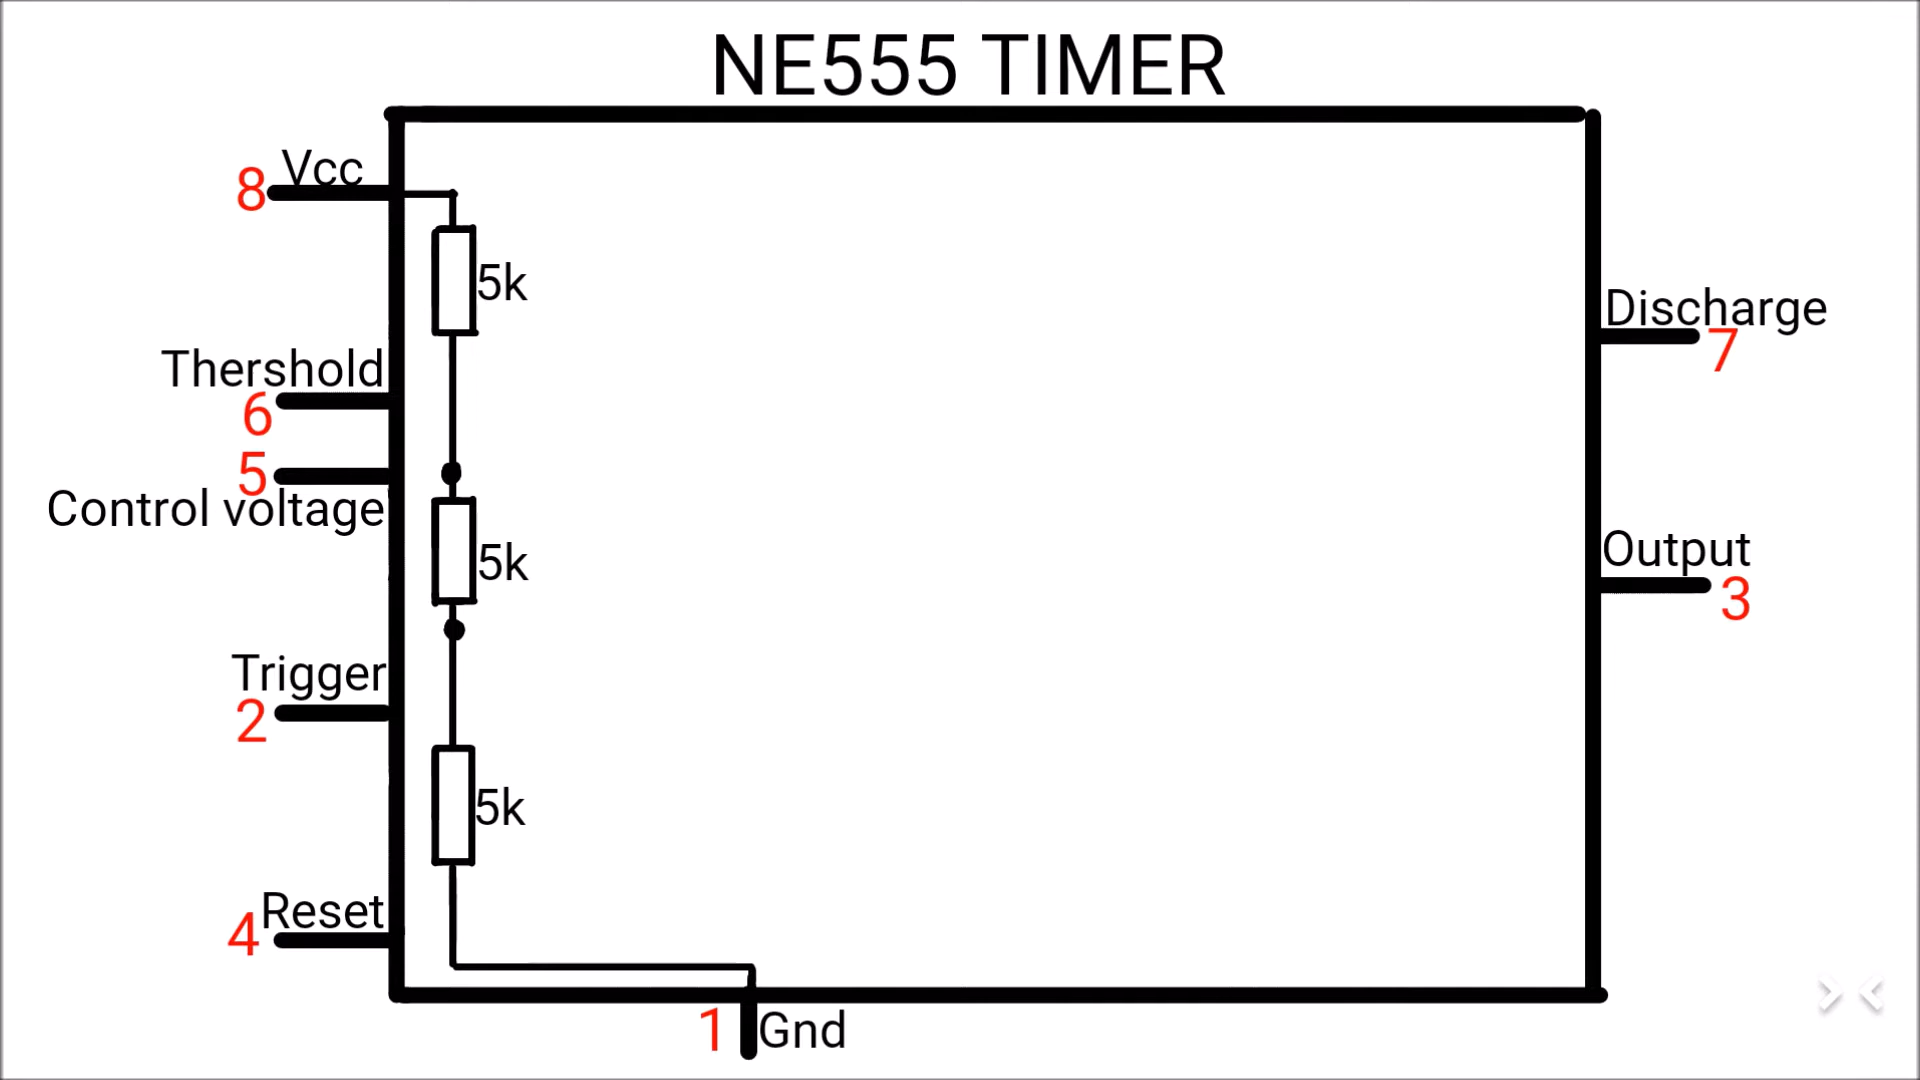 NE555 TIMER
Vcc
8
5k
Discharge
7
Thershold
6
5
Control voltage
5k
Output
3
Trigger
2
5k
Reset
4
1
Gnd